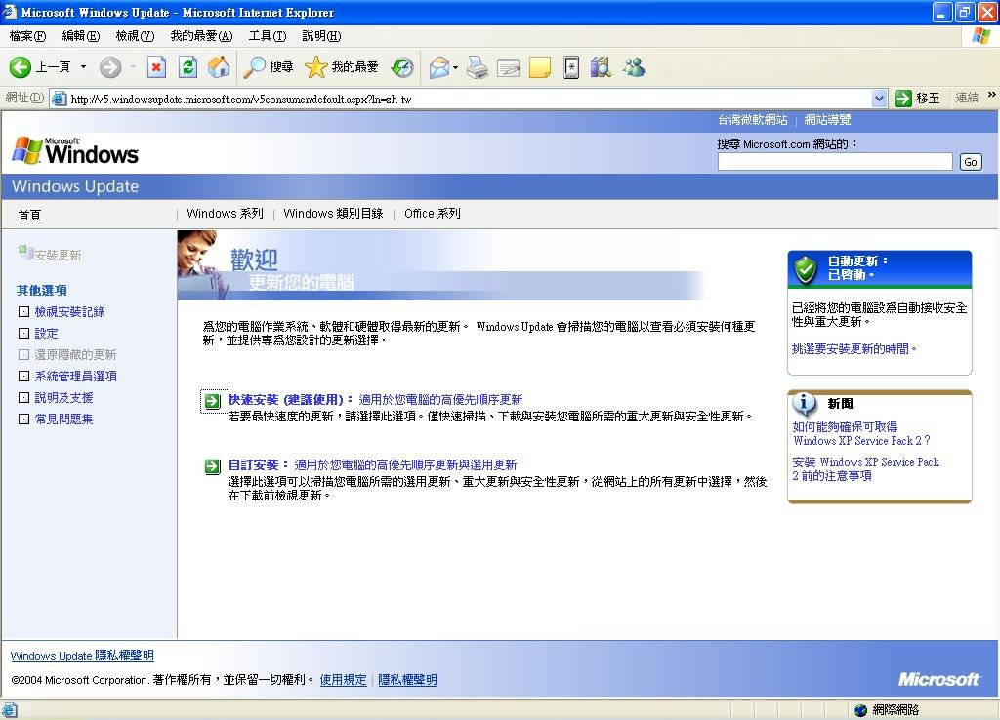 Microsoft Windows Update - Microsoft Internet Explorer
檔案(F) 編輯(E) 檢視(V) 我的最愛(A) 工具(T) 說明(H)
上一頁 搜尋 我的最愛
網址(D) http://v5.windowsupdate.microsoft.com/v5consumer/default.aspx?ln=zh-tw 移至 連結 »
台灣微軟網站 | 網站導覽
Microsoft Windows
搜尋 Microsoft.com 網站的：
Go
Windows Update
首頁 | Windows 系列 | Windows 類別目錄 | Office 系列
安裝更新
其他選項
檢視安裝記錄
設定
還原隱藏的更新
系統管理員選項
說明及支援
常見問題集
歡迎
更新您的電腦
為您的電腦作業系統、軟體和硬體取得最新的更新。 Windows Update 會掃描您的電腦以查看必須安裝何種更
新，並提供專為您設計的更新選擇。
快速安裝 (建議使用)： 適用於您電腦的高優先順序更新
若要最快速度的更新，請選擇此選項。僅快速掃描、下載與安裝您電腦所需的重大更新與安全性更新。
自訂安裝： 適用於您電腦的高優先順序更新與選用更新
選擇此選項可以掃描您電腦所需的選用更新、重大更新與安全性更新，從網站上的所有更新中選擇，然後
在下載前檢視更新。
自動更新：
已啟動。
已經將您的電腦設為自動接收安全
性與重大更新。
挑選要安裝更新的時間。
新聞
如何能夠確保可取得
Windows XP Service Pack 2？
安裝 Windows XP Service Pack
2 前的注意事項
Windows Update 隱私權聲明
©2004 Microsoft Corporation. 著作權所有，並保留一切權利。 使用規定 | 隱私權聲明
Microsoft
網際網路